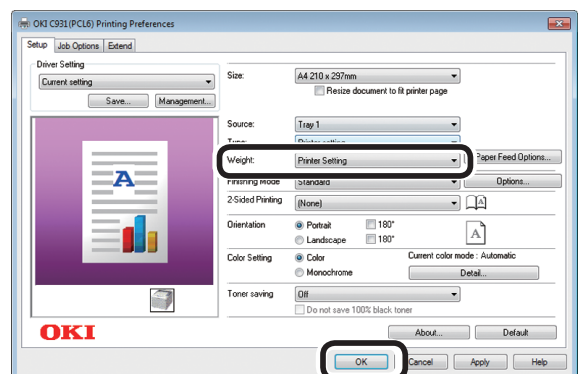 OKI C931(PCL6) Printing Preferences
Setup Job Options Extend
Driver Setting
Current setting
Save... Management...
Size: A4 210 x 297mm
Resize document to fit printer page
Source: Tray 1
Type: Printer setting
Weight: Printer Setting Paper Feed Options...
Finishing Mode Standard Options...
2-Sided Printing (None)
Orientation Portrait 180°
Landscape 180°
Color Setting Color Current color mode : Automatic
Monochrome Detail...
Toner saving Off
Do not save 100% black toner
A
A
A
OKI
About... Default
OK Cancel Apply Help